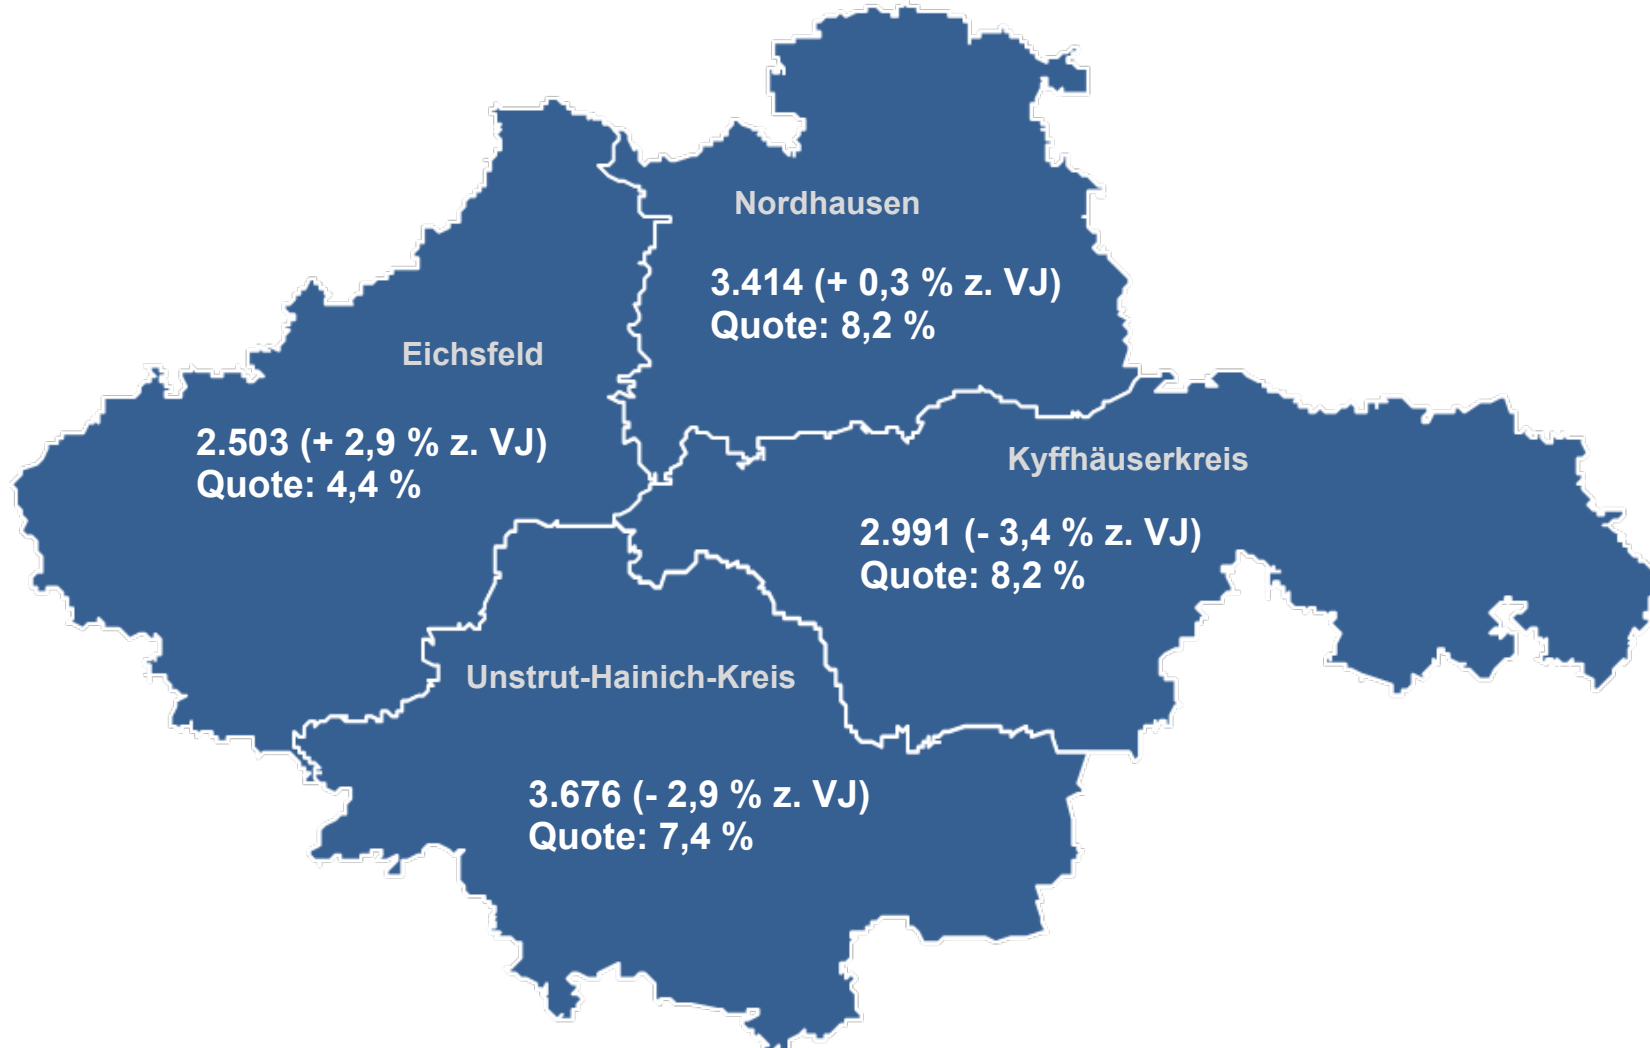 Nordhausen
3.414 (+ 0,3 % z. VJ)
Quote: 8,2 %
Eichsfeld
2.503 (+ 2,9 % z. VJ)
Quote: 4,4 %
Kyffhäuserkreis
2.991 (- 3,4 % z. VJ)
Quote: 8,2 %
Unstrut-Hainich-Kreis
3.676 (- 2,9 % z. VJ)
Quote: 7,4 %